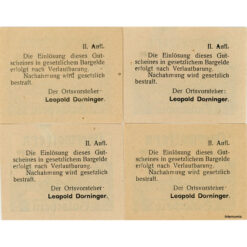 II. Aufl.
Die Einlösung dieses Gut-
scheines in gesetzlichem Bargelde
erfolgt nach Verlautbarung.
Nachahmung wird gesetzlich
bestraft.
Der Ortsvorsteher:
Leopold Dorninger.
II. Aufl.
Die Einlösung dieses Gut-
scheines in gesetzlichem Bargelde
erfolgt nach Verlautbarung.
Nachahmung wird gesetzlich
bestraft.
Der Ortsvorsteher:
Leopold Dorninger.
II. Aufl.
Die Einlösung dieses Gut-
scheines in gesetzlichem Bargelde
erfolgt nach Verlautbarung.
Nachahmung wird gesetzlich
bestraft.
Der Ortsvorsteher:
Leopold Dorninger.
II. Aufl.
Die Einlösung dieses Gut-
scheines in gesetzlichem Bargelde
erfolgt nach Verlautbarung.
Nachahmung wird gesetzlich
bestraft.
Der Ortsvorsteher:
Leopold Dorninger.